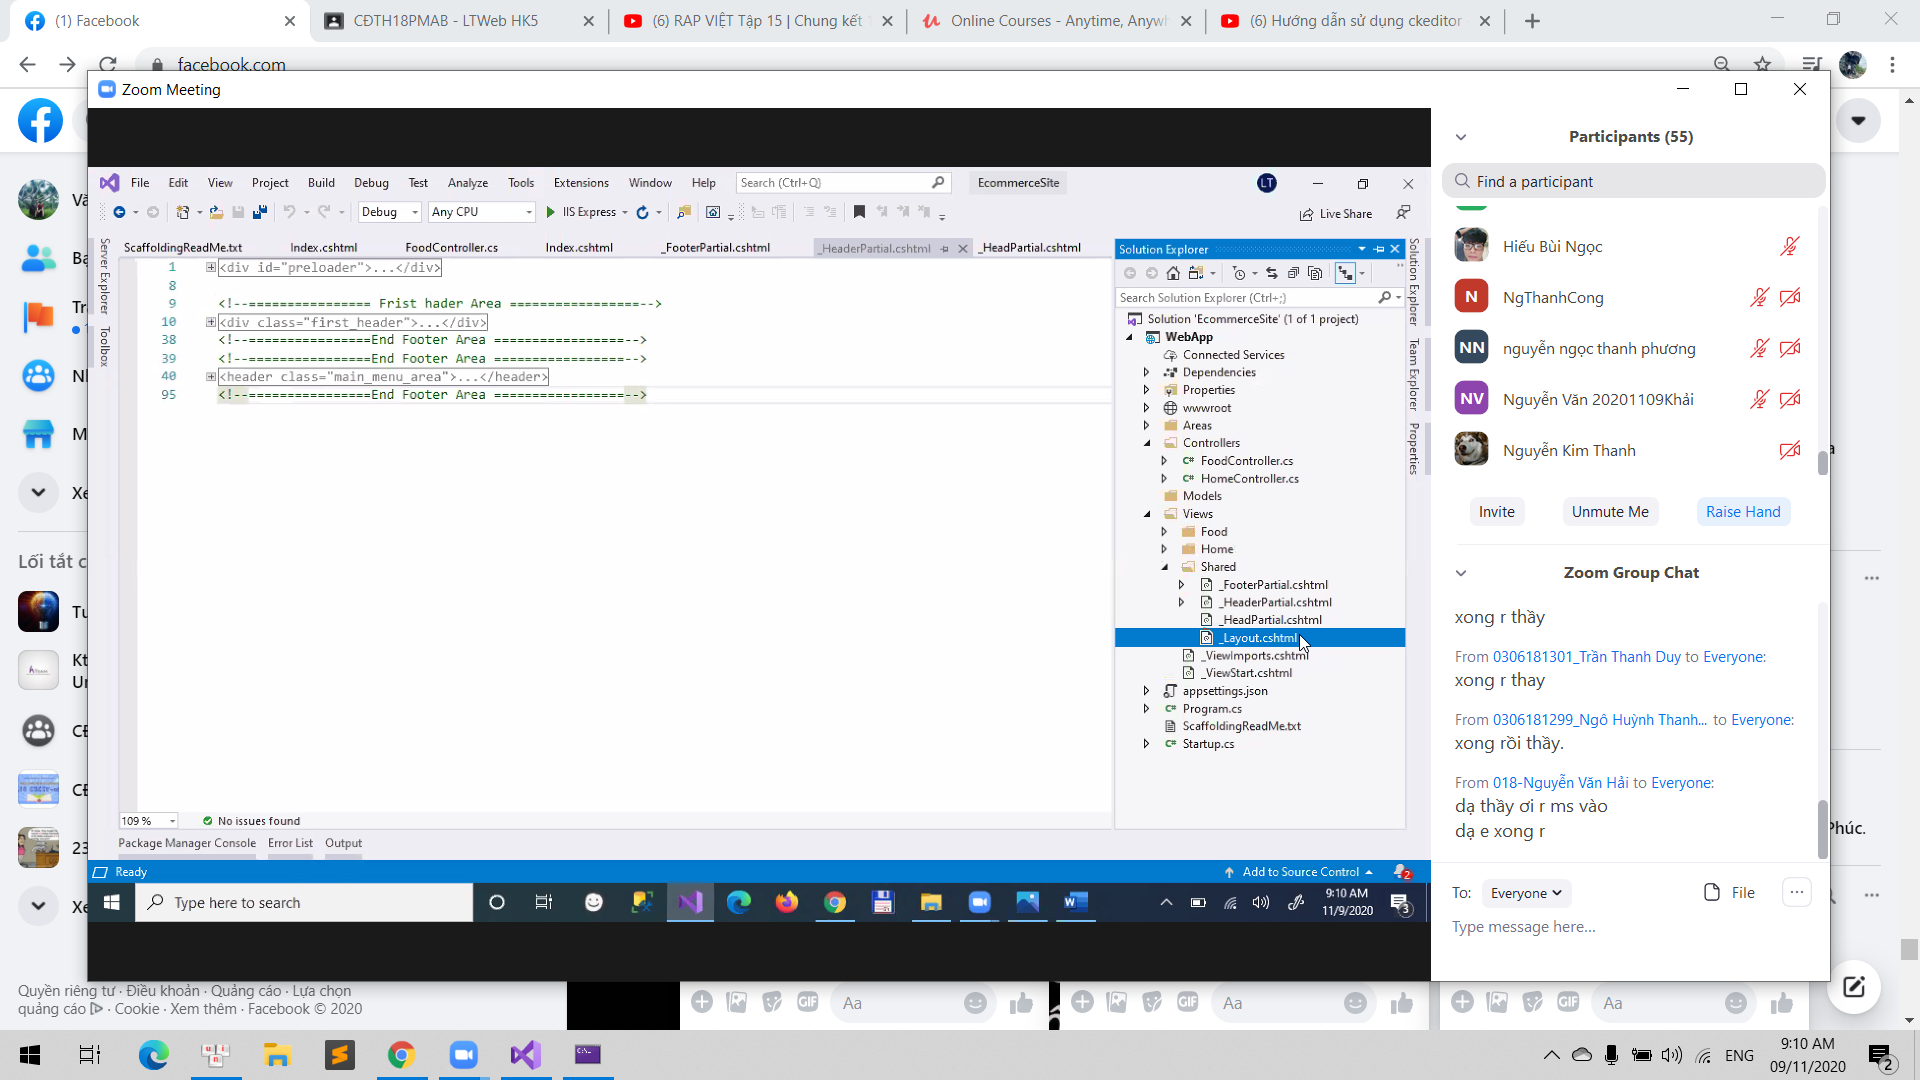 (1) Facebook
CĐTH18PMAB - LTWeb HK5
(6) RAP VIỆT Tập 15 | Chung kết
Online Courses - Anytime, Anywh
(6) Hướng dẫn sử dụng ckeditor
facebook.com
Zoom Meeting
File Edit View Project Build Debug Test Analyze Tools Extensions Window Help
Search (Ctrl+Q)
EcommerceSite
LT
Debug
Any CPU
IIS Express
Live Share
Server Explorer
Toolbox
ScaffoldingReadMe.txt
Index.cshtml
FoodController.cs
Index.cshtml
_FooterPartial.cshtml
_HeaderPartial.cshtml
_HeadPartial.cshtml
1 <div id="preloader">...</div>
8
9 <!--================ Frist hader Area =================-->
10 <div class="first_header">...</div>
38 <!--================End Footer Area =================-->
39 <!--================End Footer Area =================-->
40 <header class="main_menu_area">...</header>
95 <!--================End Footer Area =================-->
109 %
No issues found
Package Manager Console
Error List
Output
Ready
Add to Source Control
2
Solution Explorer
Search Solution Explorer (Ctrl+;)
Solution 'EcommerceSite' (1 of 1 project)
WebApp
Connected Services
Dependencies
Properties
wwwroot
Areas
Controllers
C# FoodController.cs
C# HomeController.cs
Models
Views
Food
Home
Shared
_FooterPartial.cshtml
_HeaderPartial.cshtml
_HeadPartial.cshtml
_Layout.cshtml
_ViewImports.cshtml
_ViewStart.cshtml
appsettings.json
C# Program.cs
ScaffoldingReadMe.txt
C# Startup.cs
Solution Explorer
Team Explorer
Properties
Type here to search
9:10 AM
11/9/2020
3
Participants (55)
Find a participant
Hiếu Bùi Ngọc
N NgThanhCong
NN nguyễn ngọc thanh phương
NV Nguyễn Văn 20201109Khải
Nguyễn Kim Thanh
Invite
Unmute Me
Raise Hand
Zoom Group Chat
xong r thầy
From 0306181301_Trần Thanh Duy to Everyone:
xong r thay
From 0306181299_Ngô Huỳnh Thanh... to Everyone:
xong rồi thầy.
From 018-Nguyễn Văn Hải to Everyone:
dạ thầy ơi r ms vào
dạ e xong r
To: Everyone
File
Type message here...
Lối tắt c
Phúc.
Quyền riêng tư · Điều khoản · Quảng cáo · Lựa chọn
quảng cáo · Cookie · Xem thêm · Facebook © 2020
GIF Aa
GIF Aa
GIF Aa
ENG
9:10 AM
09/11/2020
2